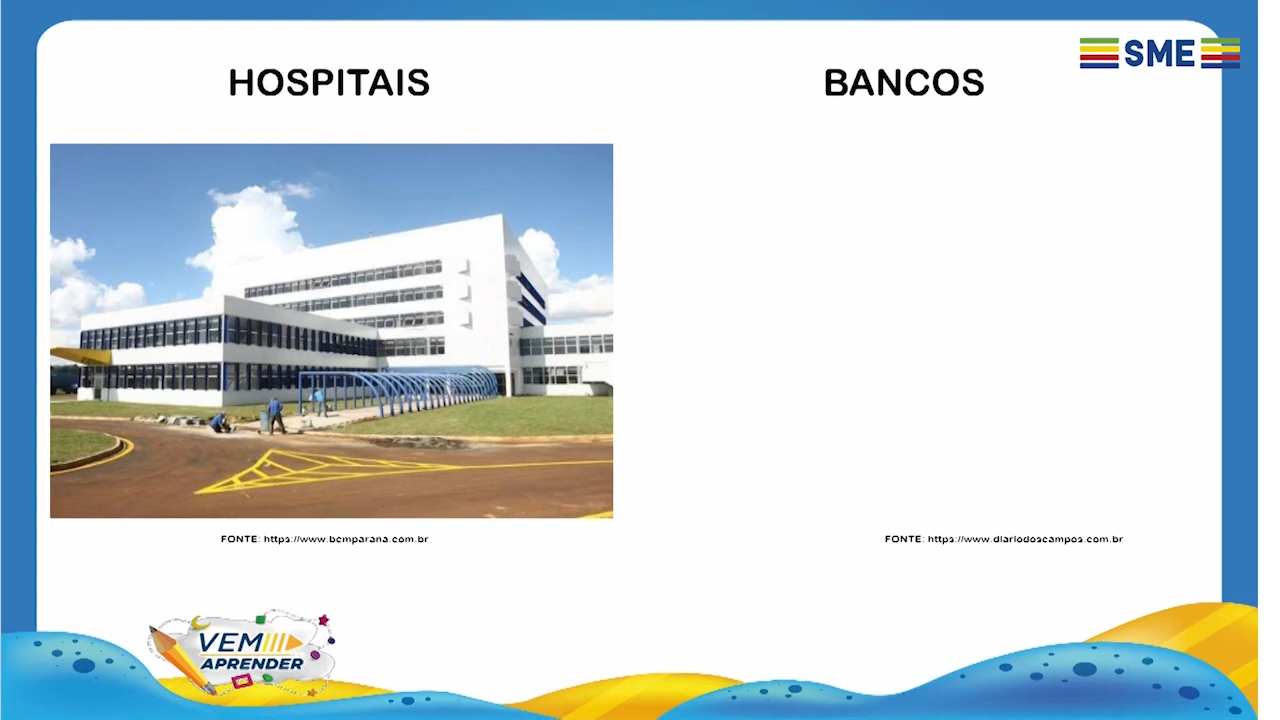 HOSPITAIS
BANCOS
SME
FONTE: https://www.bemparana.com.br
FONTE: https://www.diariodoscampos.com.br
VEM
APRENDER